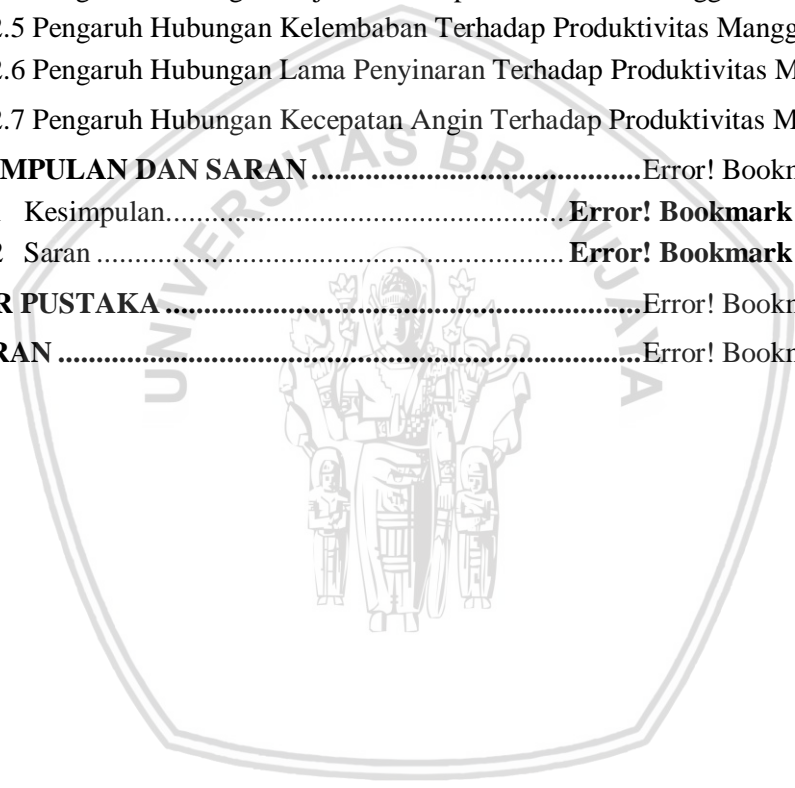 2.5 Pengaruh Hubungan Kelembaban Terhadap Produktivitas Mangg
2.6 Pengaruh Hubungan Lama Penyinaran Terhadap Produktivitas M
2.7 Pengaruh Hubungan Kecepatan Angin Terhadap Produktivitas M
MPULAN DAN SARAN..........................................Error! Bookm
Kesimpulan.................................................... Error! Bookmark
2 Saran ............................................................. Error! Bookmark
R PUSTAKA.............................................................Error! Bookm
RAN...........................................................................Error! Bookm
UNIVERSITAS BRAWIJAYA